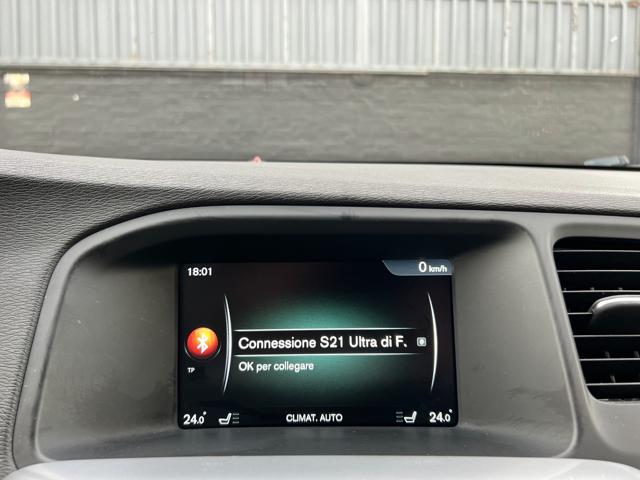 18:01
0 km/h
Connessione S21 Ultra di F
OK per collegare
TP
24.0° CLIMAT. AUTO 24.0°